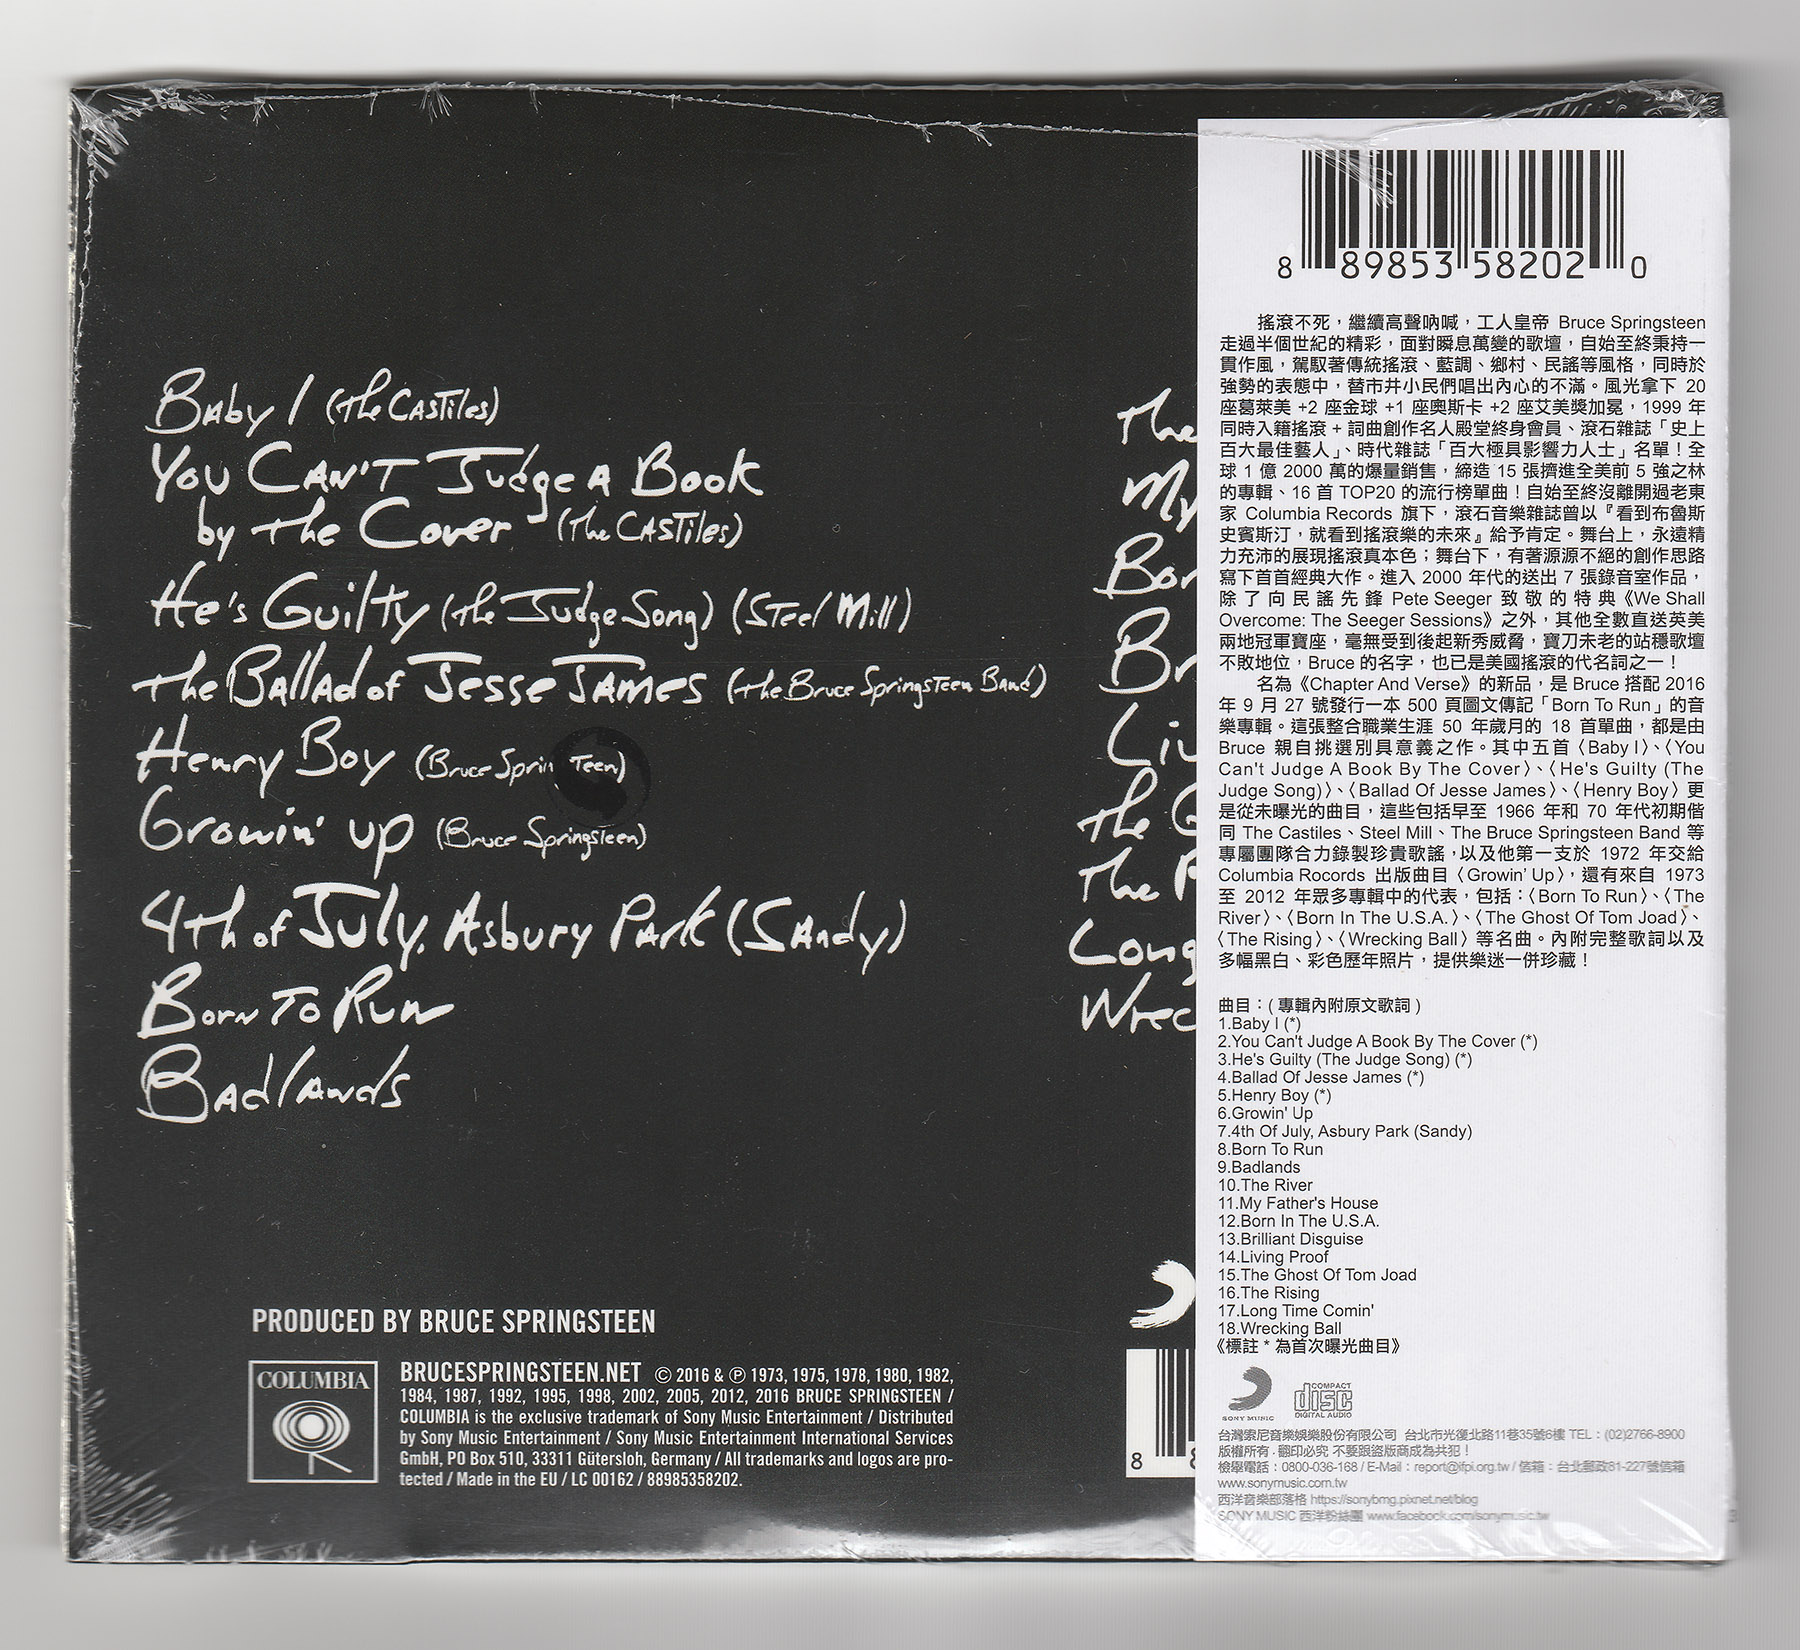 Baby I (The Castiles)
You Can't Judge A Book
by The Cover (The Castiles)
He's Guilty (The Judge Song) (Steel Mill)
The Ballad of Jesse James (The Bruce Springsteen Band)
Henry Boy (Bruce Sprin Teen)
Growin' Up (Bruce Springsteen)
4th of July, Asbury Park (Sandy)
Born To Run
Badlands
The
My
Bor
Br
Liv
The G
The R
Long
Wrec
PRODUCED BY BRUCE SPRINGSTEEN
COLUMBIA
BRUCESPRINGSTEEN.NET © 2016 & ℗ 1973, 1975, 1978, 1980, 1982,
1984, 1987, 1992, 1995, 1998, 2002, 2005, 2012, 2016 BRUCE SPRINGSTEEN /
COLUMBIA is the exclusive trademark of Sony Music Entertainment / Distributed
by Sony Music Entertainment / Sony Music Entertainment International Services
GmbH, PO Box 510, 33311 Gütersloh, Germany / All trademarks and logos are pro-
tected / Made in the EU / LC 00162 / 88985358202.
8 8
8 89853 58202 0
搖滾不死，繼續高聲吶喊，工人皇帝 Bruce Springsteen
走過半個世紀的精彩，面對瞬息萬變的歌壇，自始至終秉持一
貫作風，駕馭著傳統搖滾、藍調、鄉村、民謠等風格，同時於
強勢的表態中，替市井小民們唱出內心的不滿。風光拿下 20
座葛萊美 +2 座金球 +1 座奧斯卡 +2 座艾美獎加冕，1999 年
同時入籍搖滾 + 詞曲創作名人殿堂終身會員、滾石雜誌「史上
百大最佳藝人」、時代雜誌「百大極具影響力人士」名單！全
球 1 億 2000 萬的爆量銷售，締造 15 張擠進全美前 5 強之林
的專輯、16 首 TOP20 的流行榜單曲！自始至終沒離開過老東
家 Columbia Records 旗下，滾石音樂雜誌曾以『看到布魯斯
史賓斯汀，就看到搖滾樂的未來』給予肯定。舞台上，永遠精
力充沛的展現搖滾真本色；舞台下，有著源源不絕的創作思路
寫下首首經典大作。進入 2000 年代的送出 7 張錄音室作品，
除了向民謠先鋒 Pete Seeger 致敬的特典《We Shall
Overcome: The Seeger Sessions》之外，其他全數直送英美
兩地冠軍寶座，毫無受到後起新秀威脅，寶刀未老的站穩歌壇
不敗地位，Bruce 的名字，也已是美國搖滾的代名詞之一！
名為《Chapter And Verse》的新品，是 Bruce 搭配 2016
年 9 月 27 號發行一本 500 頁圖文傳記「Born To Run」的音
樂專輯。這張整合職業生涯 50 年歲月的 18 首單曲，都是由
Bruce 親自挑選別具意義之作。其中五首〈Baby I〉、〈You
Can't Judge A Book By The Cover〉、〈He's Guilty (The
Judge Song)〉、〈Ballad Of Jesse James〉、〈Henry Boy〉更
是從未曝光的曲目，這些包括早至 1966 年和 70 年代初期偕
同 The Castiles、Steel Mill、The Bruce Springsteen Band 等
專屬團隊合力錄製珍貴歌謠，以及他第一支於 1972 年交給
Columbia Rocords 出版曲目〈Growin' Up〉，還有來自 1973
至 2012 年眾多專輯中的代表，包括：〈Born To Run〉、〈The
River〉、〈Born In The U.S.A.〉、〈The Ghost Of Tom Joad〉、
〈The Rising〉、〈Wrecking Ball〉等名曲。內附完整歌詞以及
多幅黑白、彩色歷年照片，提供樂迷一併珍藏！
曲目：( 專輯內附原文歌詞 )
1.Baby I (*)
2.You Can't Judge A Book By The Cover (*)
3.He's Guilty (The Judge Song) (*)
4.Ballad Of Jesse James (*)
5.Henry Boy (*)
6.Growin' Up
7.4th Of July, Asbury Park (Sandy)
8.Born To Run
9.Badlands
10.The River
11.My Father's House
12.Born In The U.S.A.
13.Brilliant Disguise
14.Living Proof
15.The Ghost Of Tom Joad
16.The Rising
17.Long Time Comin'
18.Wrecking Ball
《標註 * 為首次曝光曲目》
SONY MUSIC COMPACT disc DIGITAL AUDIO
台灣索尼音樂娛樂股份有限公司 台北市光復北路11巷35號6樓 TEL：(02)2766-8900
版權所有．翻印必究 不要跟盜版商成為共犯！
檢舉電話：0800-036-168 / E-Mail：report@ifpi.org.tw / 信箱：台北郵政81-227號信箱
www.sonymusic.com.tw
西洋音樂部落格 https://sonybmg.pixnet.net/blog
SONY MUSIC 西洋粉絲團 www.facebook.com/sonymusic.tw